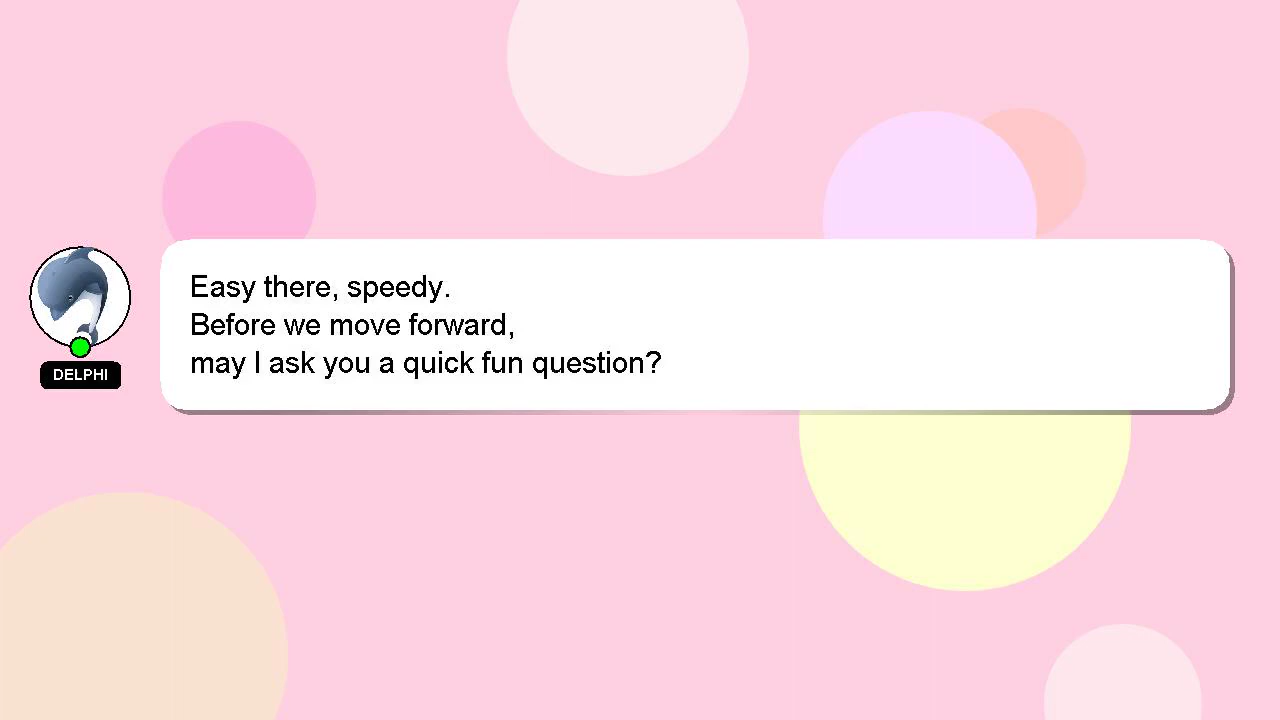 Easy there, speedy.
Before we move forward,
may I ask you a quick fun question?
DELPHI